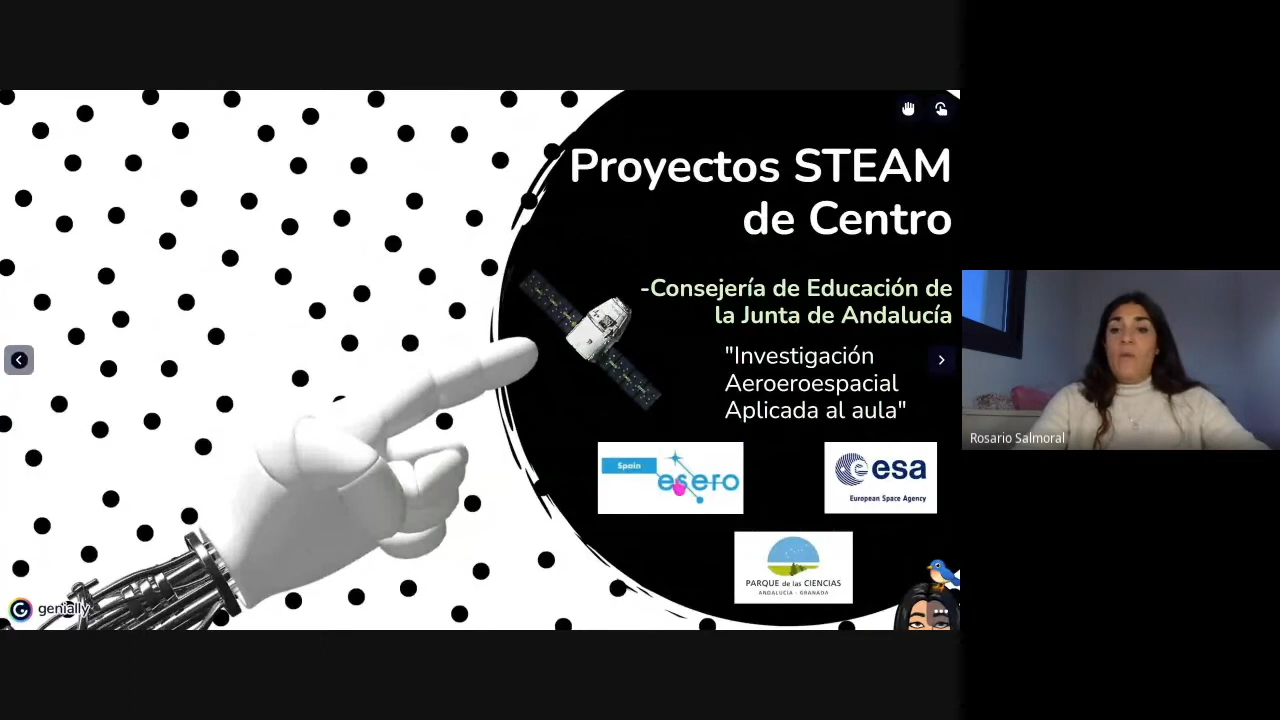 Proyectos STEAM
de Centro
-Consejería de Educación de
la Junta de Andalucía
"Investigación
Aeroeroespacial
Aplicada al aula"
Spain
esero
esa
European Space Agency
PARQUE de las CIENCIAS
ANDALUCÍA · GRANADA
genially
Rosario Salmoral